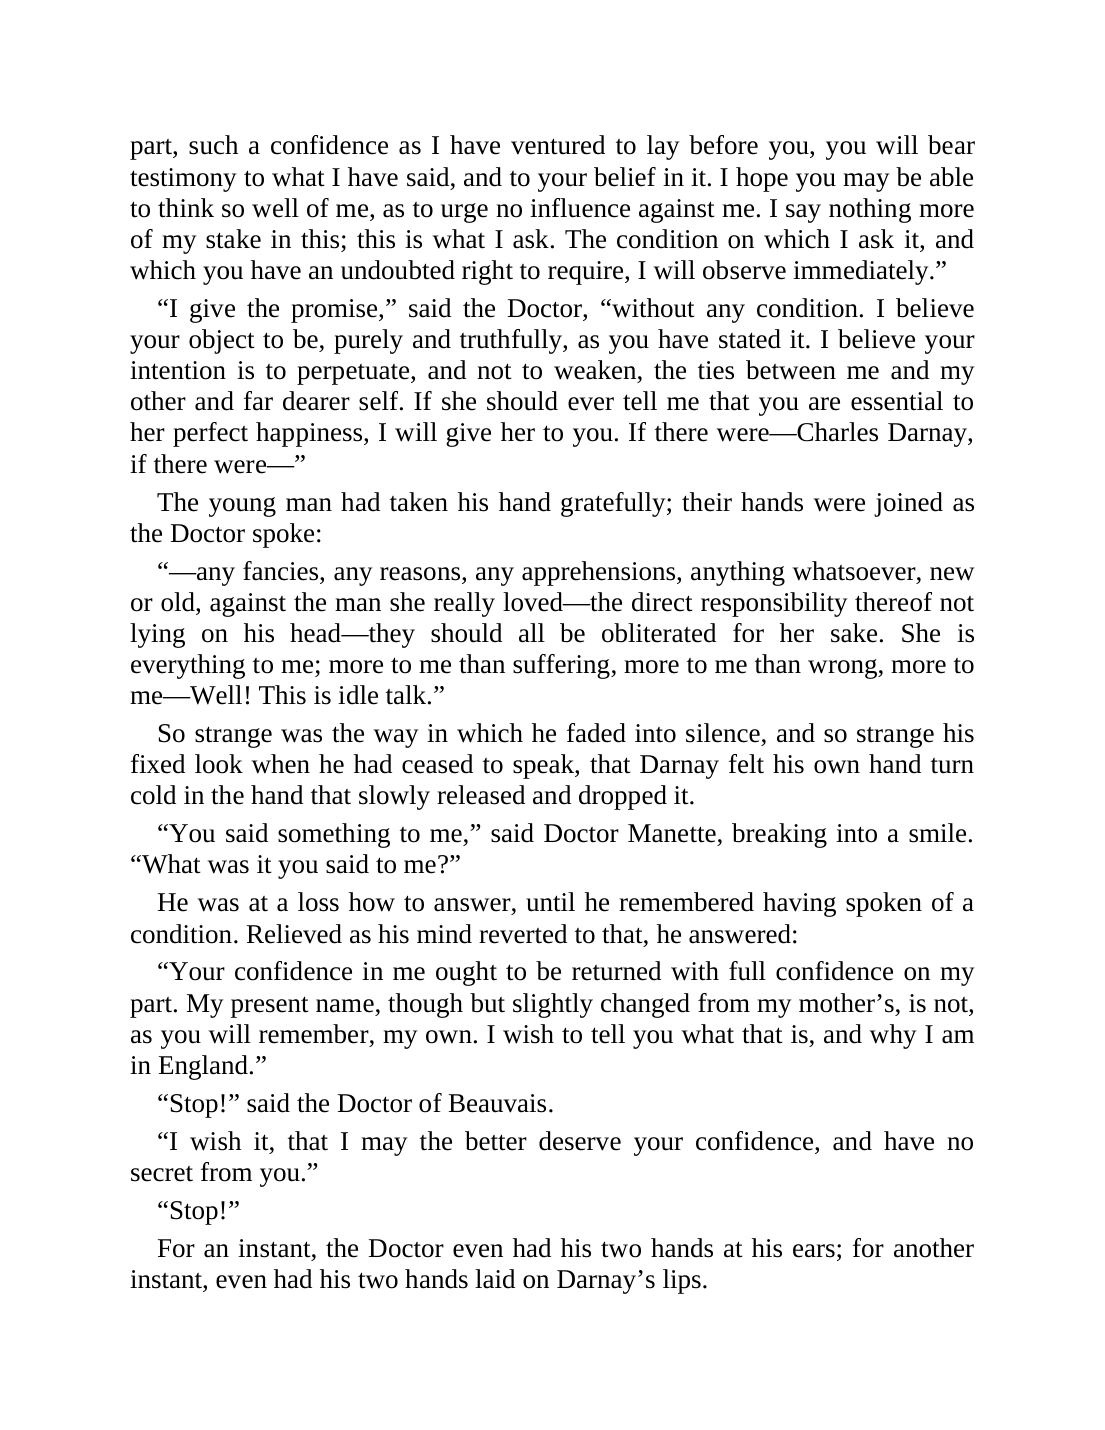 part, such a confidence as I have ventured to lay before you, you will bear
testimony to what I have said, and to your belief in it. I hope you may be able
to think so well of me, as to urge no influence against me. I say nothing more
of my stake in this; this is what I ask. The condition on which I ask it, and
which you have an undoubted right to require, I will observe immediately.”
“I give the promise,” said the Doctor, “without any condition. I believe
your object to be, purely and truthfully, as you have stated it. I believe your
intention is to perpetuate, and not to weaken, the ties between me and my
other and far dearer self. If she should ever tell me that you are essential to
her perfect happiness, I will give her to you. If there were—Charles Darnay,
if there were—”
The young man had taken his hand gratefully; their hands were joined as
the Doctor spoke:
“—any fancies, any reasons, any apprehensions, anything whatsoever, new
or old, against the man she really loved—the direct responsibility thereof not
lying on his head—they should all be obliterated for her sake. She is
everything to me; more to me than suffering, more to me than wrong, more to
me—Well! This is idle talk.”
So strange was the way in which he faded into silence, and so strange his
fixed look when he had ceased to speak, that Darnay felt his own hand turn
cold in the hand that slowly released and dropped it.
“You said something to me,” said Doctor Manette, breaking into a smile.
“What was it you said to me?”
He was at a loss how to answer, until he remembered having spoken of a
condition. Relieved as his mind reverted to that, he answered:
“Your confidence in me ought to be returned with full confidence on my
part. My present name, though but slightly changed from my mother’s, is not,
as you will remember, my own. I wish to tell you what that is, and why I am
in England.”
“Stop!” said the Doctor of Beauvais.
“I wish it, that I may the better deserve your confidence, and have no
secret from you.”
“Stop!”
For an instant, the Doctor even had his two hands at his ears; for another
instant, even had his two hands laid on Darnay’s lips.